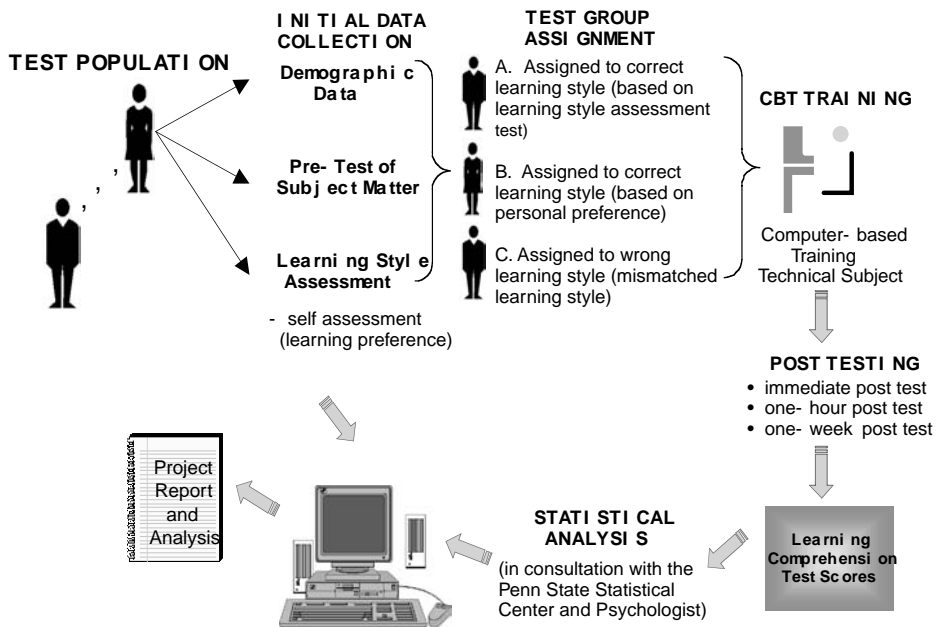 TEST POPULATION
INITIAL DATA
COLLECTION
Demographic
Data
Pre-Test of
Subject Matter
Learning Style
Assessment
- self assessment
(learning preference)
TEST GROUP
ASSIGNMENT
A. Assigned to correct
learning style (based on
learning style assessment
test)
B. Assigned to correct
learning style (based on
personal preference)
C. Assigned to wrong
learning style (mismatched
learning style)
CBT TRAINING
Computer-based
Training
Technical Subject
POST TESTING
• immediate post test
• one-hour post test
• one-week post test
Learning
Comprehension
Test Scores
STATISTICAL
ANALYSIS
(in consultation with the
Penn State Statistical
Center and Psychologist)
Project
Report
and
Analysis